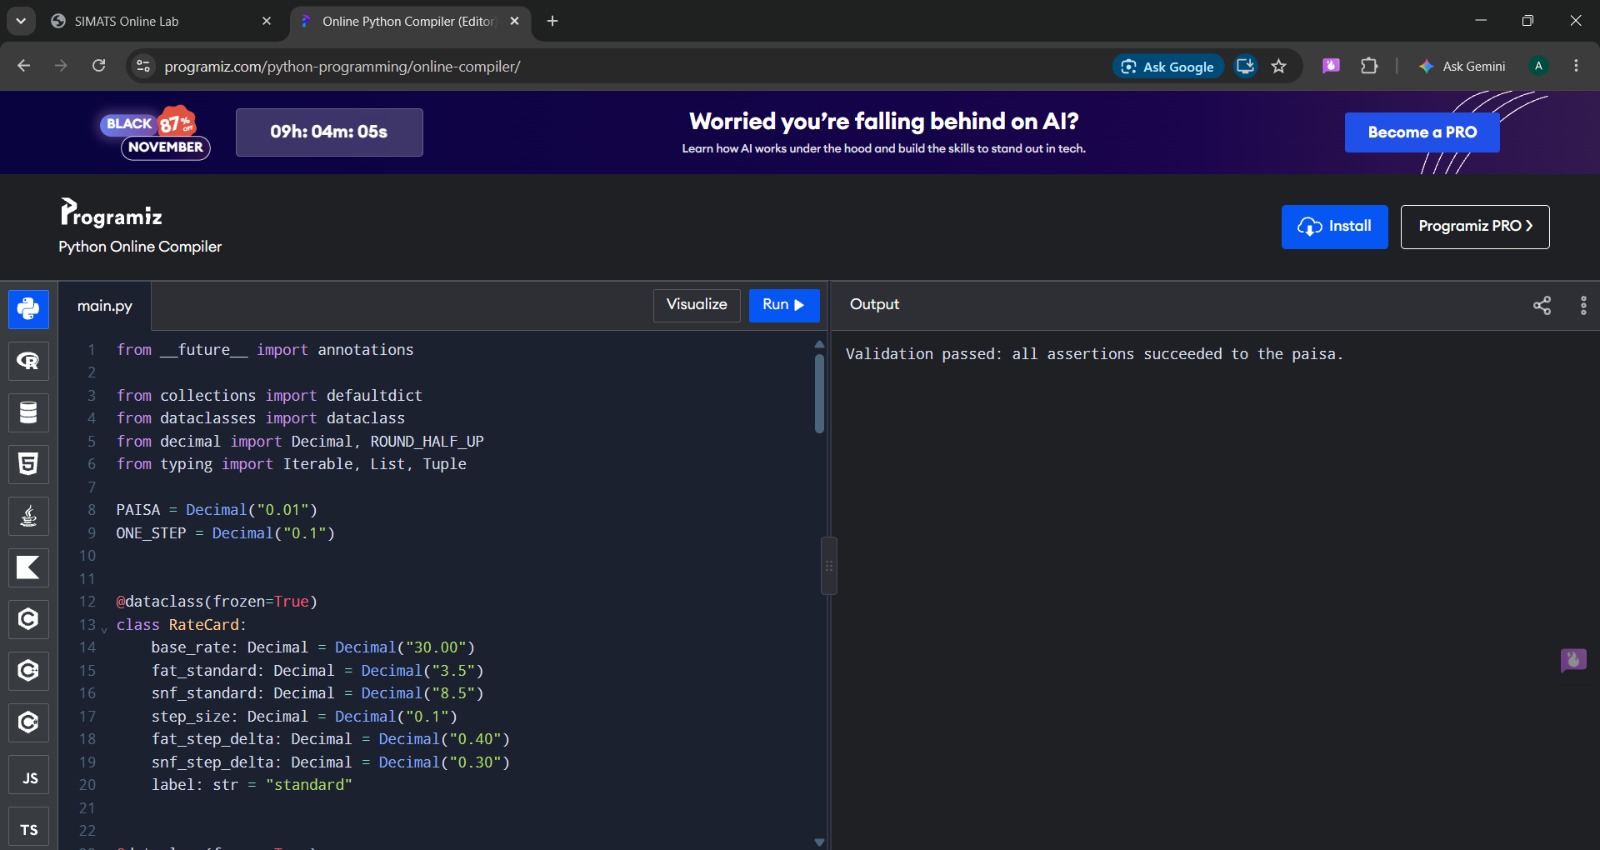 SIMATS Online Lab
Online Python Compiler (Editor
programiz.com/python-programming/online-compiler/
Ask Google
Ask Gemini
A
BLACK 87% OFF
NOVEMBER
09h: 04m: 05s
Worried you're falling behind on AI?
Learn how AI works under the hood and build the skills to stand out in tech.
Become a PRO
Programiz
Python Online Compiler
Install
Programiz PRO >
main.py
Visualize
Run
Output
Validation passed: all assertions succeeded to the paisa.
1 from __future__ import annotations
2
3 from collections import defaultdict
4 from dataclasses import dataclass
5 from decimal import Decimal, ROUND_HALF_UP
6 from typing import Iterable, List, Tuple
7
8 PAISA = Decimal("0.01")
9 ONE_STEP = Decimal("0.1")
10
11
12 @dataclass(frozen=True)
13 class RateCard:
14 base_rate: Decimal = Decimal("30.00")
15 fat_standard: Decimal = Decimal("3.5")
16 snf_standard: Decimal = Decimal("8.5")
17 step_size: Decimal = Decimal("0.1")
18 fat_step_delta: Decimal = Decimal("0.40")
19 snf_step_delta: Decimal = Decimal("0.30")
20 label: str = "standard"
21
22
JS
TS